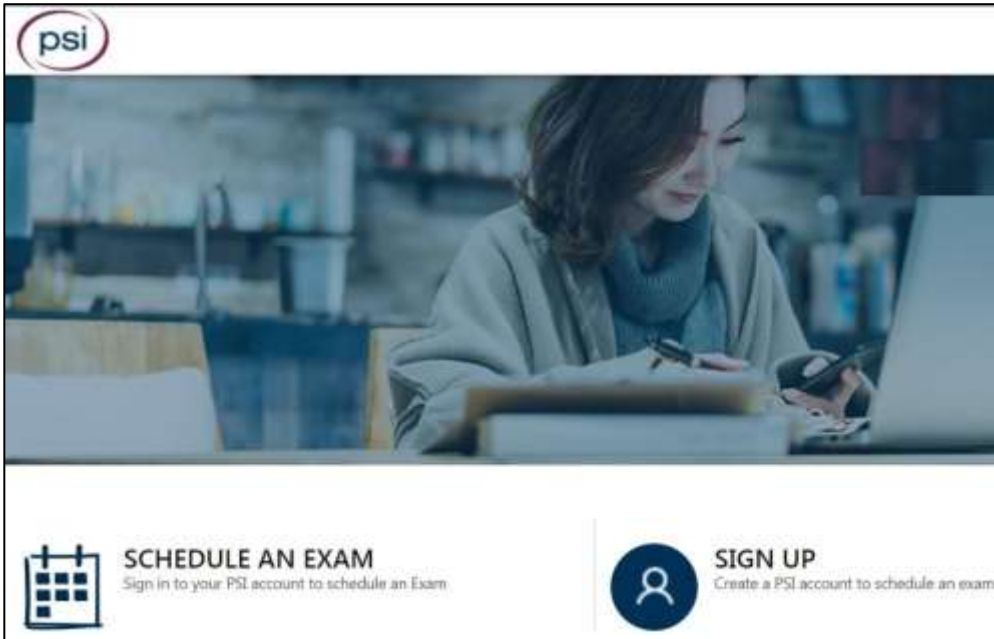 psi
SCHEDULE AN EXAM
Sign in to your PSI account to schedule an Exam
SIGN UP
Create a PSI account to schedule an exam